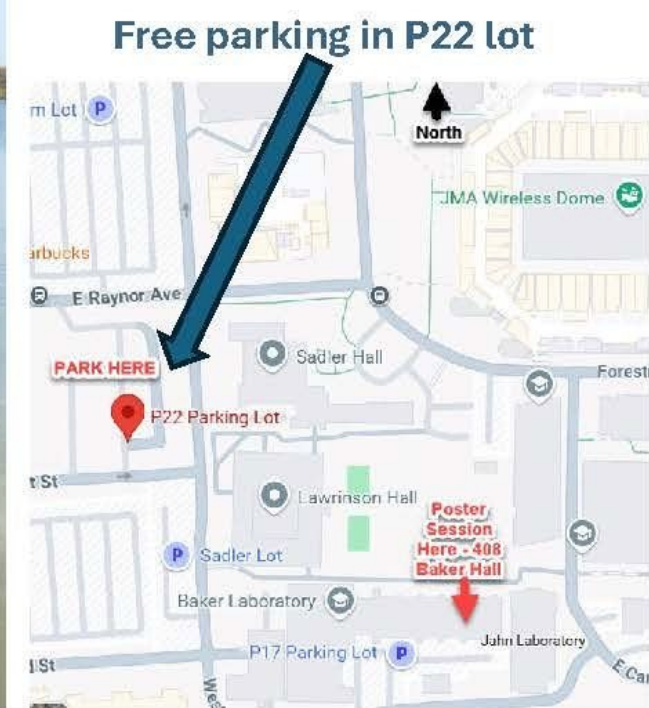 Free parking in P22 lot
m Lot P
North
JMA Wireless Dome
arbucks
E Raynor Ave
Sadler Hall
PARK HERE
Forest
P22 Parking Lot
t St
Lawrinson Hall
Poster
Session
Here - 408
Baker Hall
P Sadler Lot
Baker Laboratory
Jahn Laboratory
P17 Parking Lot P
l St
E Ca
Wes